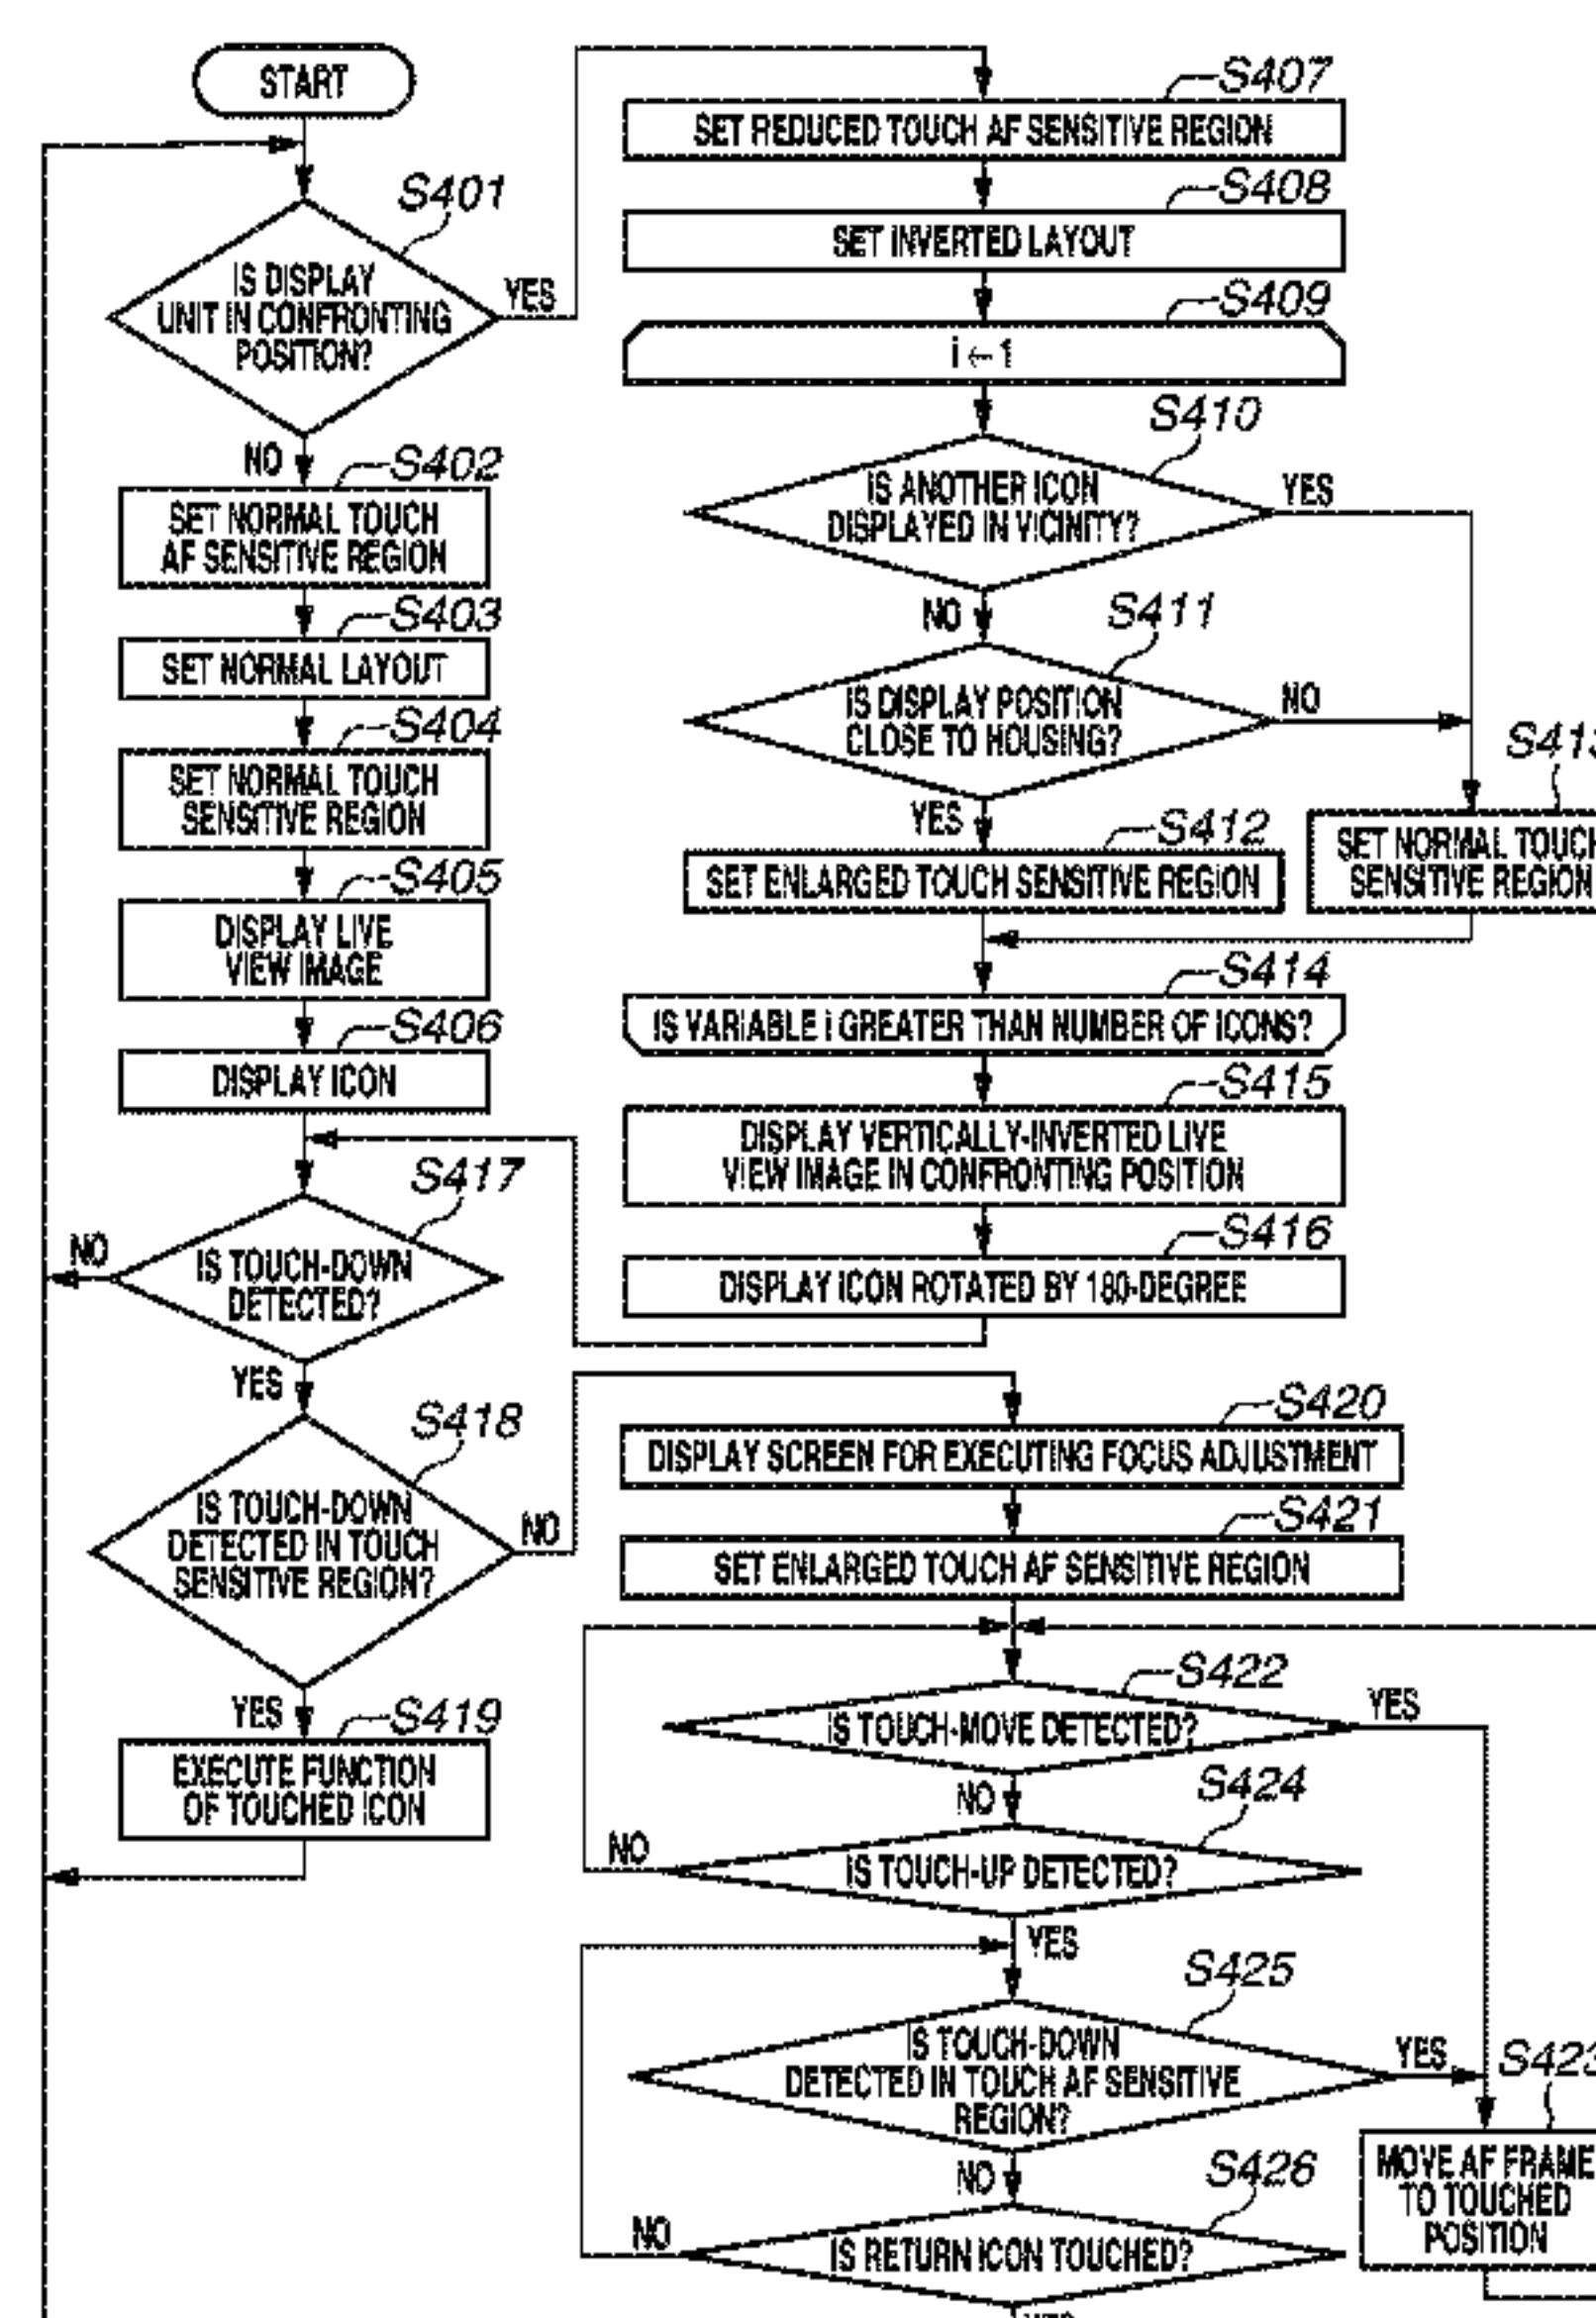 START
S401
IS DISPLAY
UNIT IN CONFRONTING
POSITION?
YES
NO
S402
SET NORMAL TOUCH
AF SENSITIVE REGION
S403
SET NORMAL LAYOUT
S404
SET NORMAL TOUCH
SENSITIVE REGION
S405
DISPLAY LIVE
VIEW IMAGE
S406
DISPLAY ICON
S407
SET REDUCED TOUCH AF SENSITIVE REGION
S408
SET INVERTED LAYOUT
S409
i ← 1
S410
IS ANOTHER ICON
DISPLAYED IN VICINITY?
YES
NO
S411
IS DISPLAY POSITION
CLOSE TO HOUSING?
NO
YES
S412
SET ENLARGED TOUCH SENSITIVE REGION
S413
SET NORMAL TOUCH
SENSITIVE REGION
S414
IS VARIABLE i GREATER THAN NUMBER OF ICONS?
S415
DISPLAY VERTICALLY-INVERTED LIVE
VIEW IMAGE IN CONFRONTING POSITION
S416
DISPLAY ICON ROTATED BY 180-DEGREE
S417
IS TOUCH-DOWN
DETECTED?
NO
YES
S418
IS TOUCH-DOWN
DETECTED IN TOUCH
SENSITIVE REGION?
NO
YES
S419
EXECUTE FUNCTION
OF TOUCHED ICON
S420
DISPLAY SCREEN FOR EXECUTING FOCUS ADJUSTMENT
S421
SET ENLARGED TOUCH AF SENSITIVE REGION
S422
IS TOUCH-MOVE DETECTED?
YES
NO
S424
IS TOUCH-UP DETECTED?
NO
YES
S425
IS TOUCH-DOWN
DETECTED IN TOUCH AF SENSITIVE
REGION?
YES
NO
S423
MOVE AF FRAME
TO TOUCHED
POSITION
S426
IS RETURN ICON TOUCHED?
NO